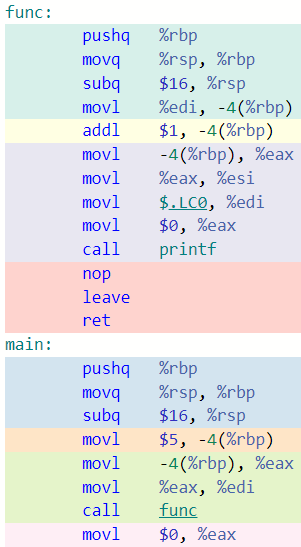 func:
pushq %rbp
movq %rsp, %rbp
subq $16, %rsp
movl %edi, -4(%rbp)
addl $1, -4(%rbp)
movl -4(%rbp), %eax
movl %eax, %esi
movl $.LC0, %edi
movl $0, %eax
call printf
nop
leave
ret
main:
pushq %rbp
movq %rsp, %rbp
subq $16, %rsp
movl $5, -4(%rbp)
movl -4(%rbp), %eax
movl %eax, %edi
call func
movl $0, %eax